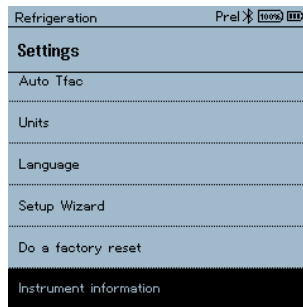 Refrigeration Prel 100%
Settings
Auto Tfac
Units
Language
Setup Wizard
Do a factory reset
Instrument information